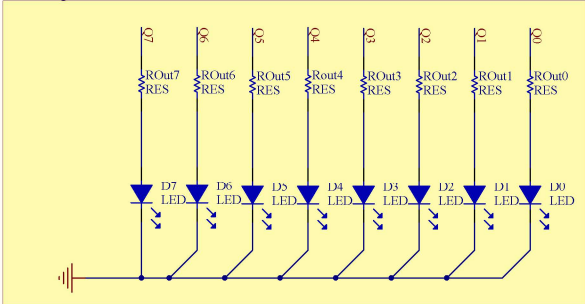 Q7 Q6 Q5 Q4 Q3 Q2 Q1 Q0
ROut7 ROut6 ROut5 Rout4 ROut3 ROut2 ROut1 ROut0
RES RES RES RES RES RES RES RES
D7 D6 D5 D4 D3 D2 D1 D0
LED LED LED LED LED LED LED LED